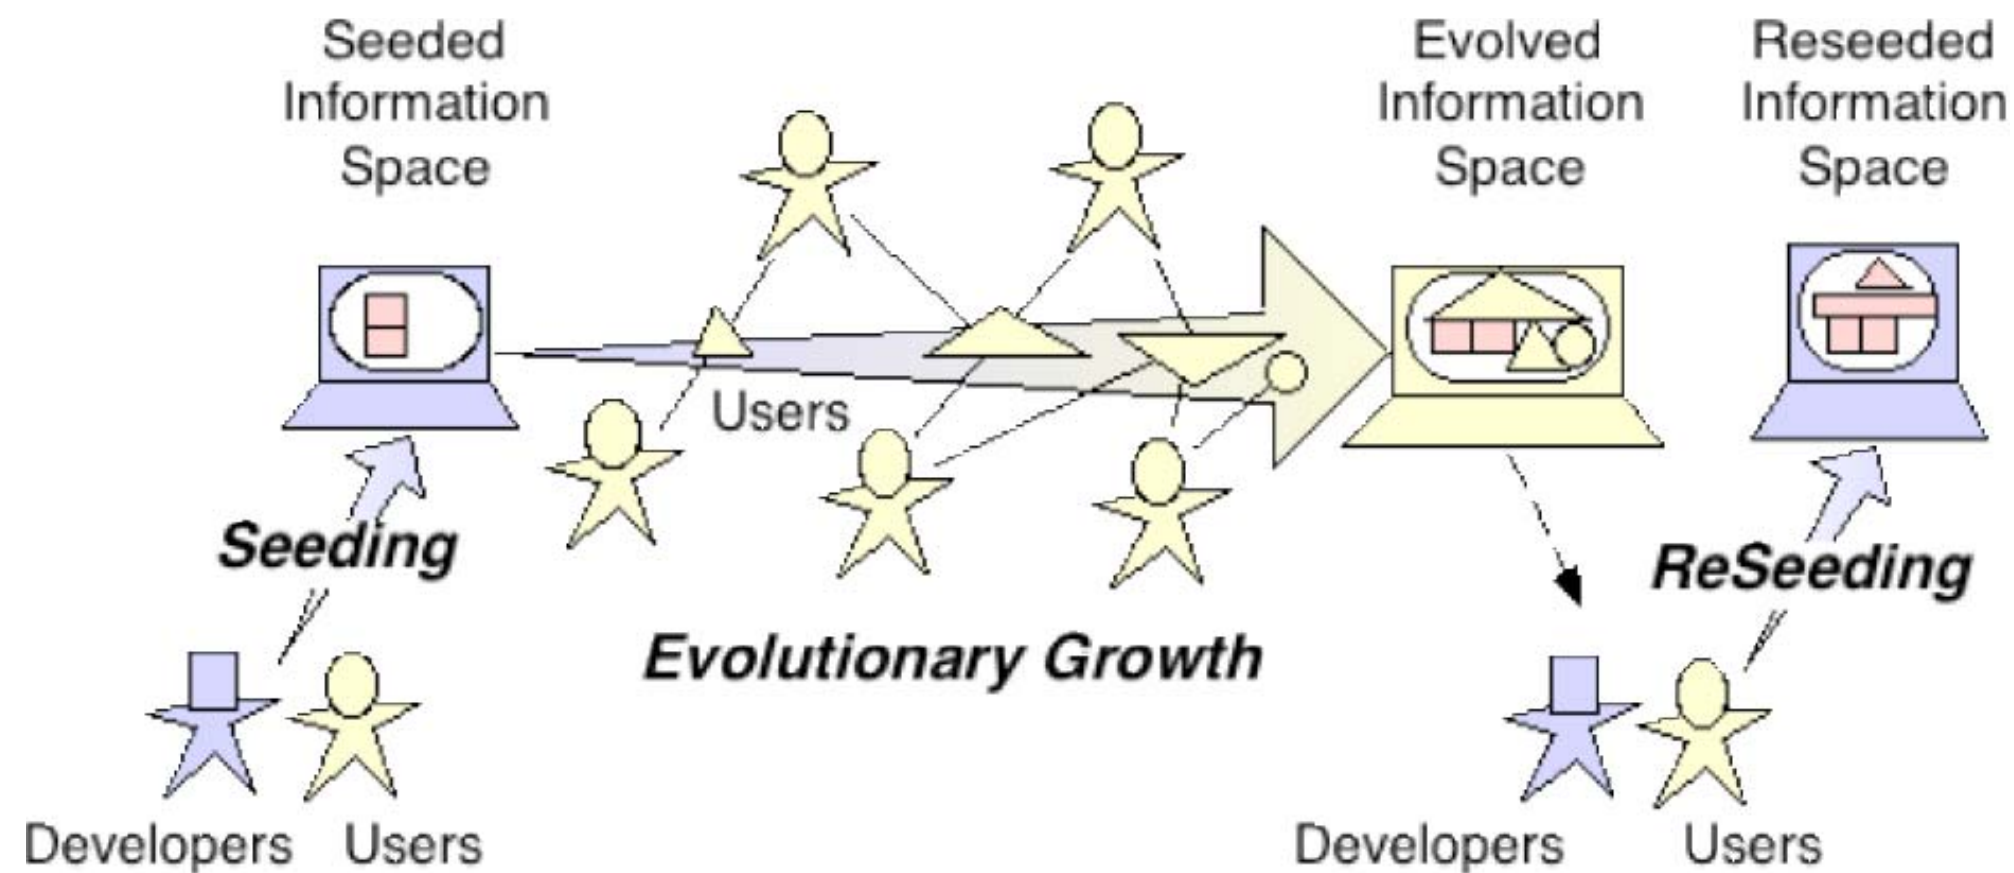 Seeded
Information
Space
Evolved
Information
Space
Reseeded
Information
Space
Users
Seeding
ReSeeding
Evolutionary Growth
Developers
Users
Developers
Users